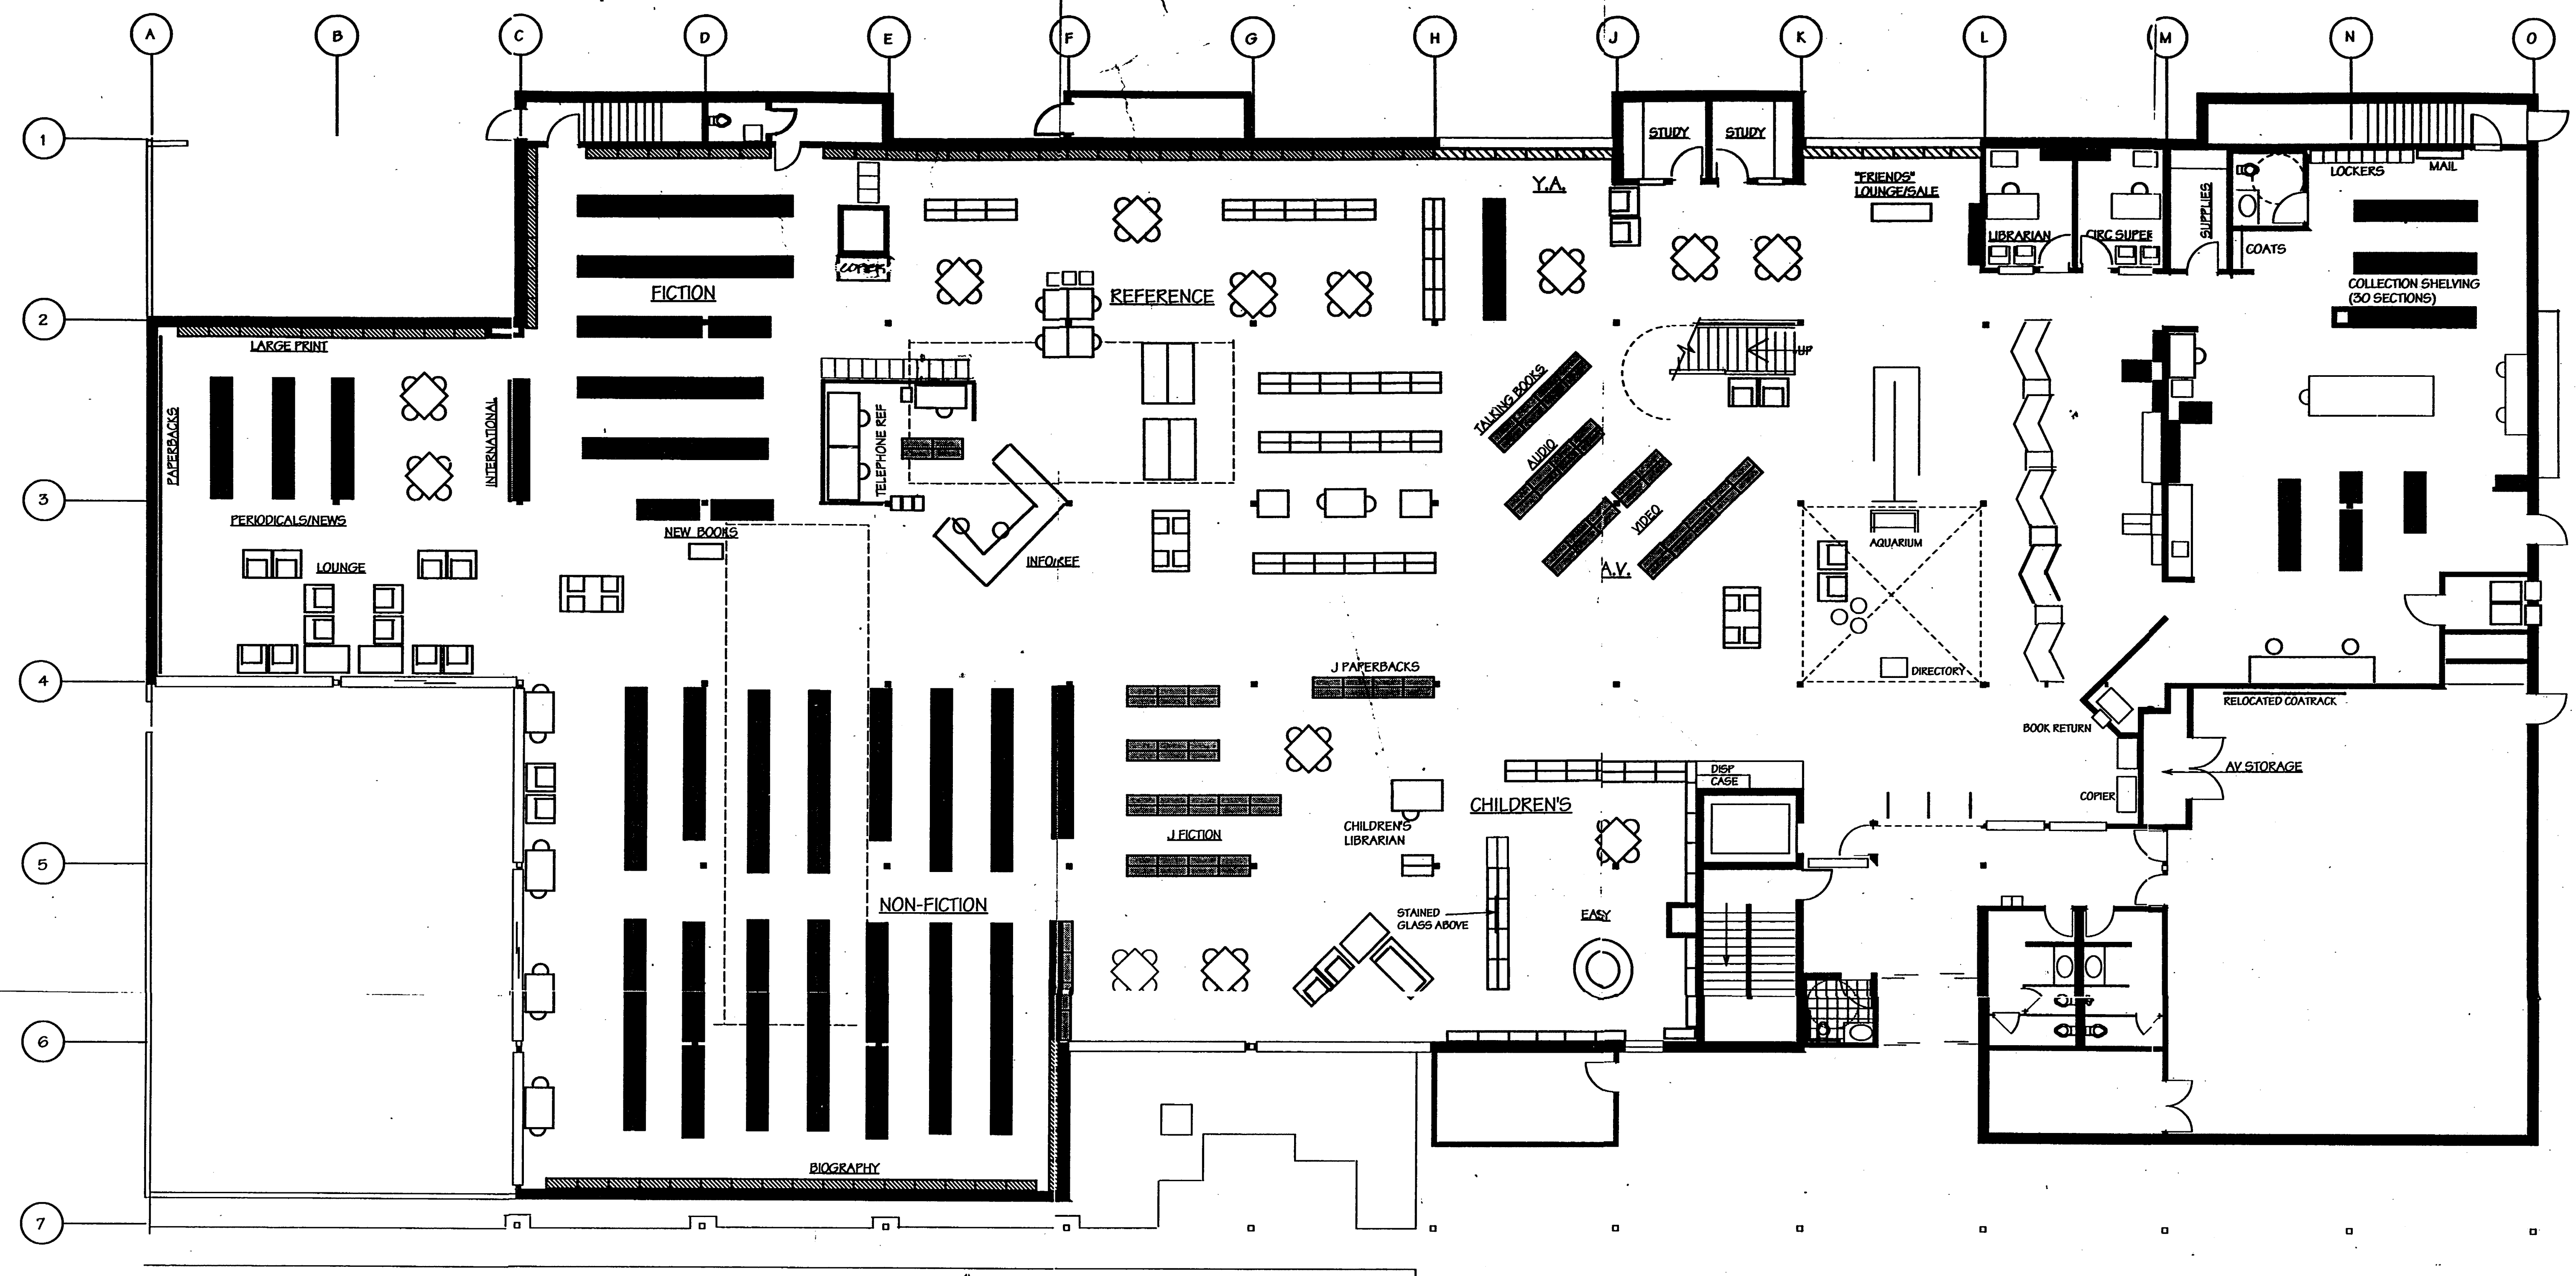 A
B
C
D
E
F
G
H
J
K
L
M
N
O
1
2
3
4
5
6
7
STUDY
STUDY
Y.A.
"FRIENDS"
LOUNGE/SALE
LIBRARIAN
CIRC SUPER
SUPPLIES
LOCKERS
MAIL
COATS
COLLECTION SHELVING
(30 SECTIONS)
COPIER
FICTION
REFERENCE
LARGE PRINT
PAPERBACKS
INTERNATIONAL
TELEPHONE REF
TALKING BOOKS
AUDIO
VIDEO
A.V.
UP
PERIODICALS/NEWS
NEW BOOKS
LOUNGE
INFO/REF
AQUARIUM
DIRECTORY
J PAPERBACKS
RELOCATED COATRACK
BOOK RETURN
AV STORAGE
COPIER
DISP
CASE
CHILDREN'S
CHILDREN'S
LIBRARIAN
J FICTION
NON-FICTION
STAINED
GLASS ABOVE
EASY
BIOGRAPHY